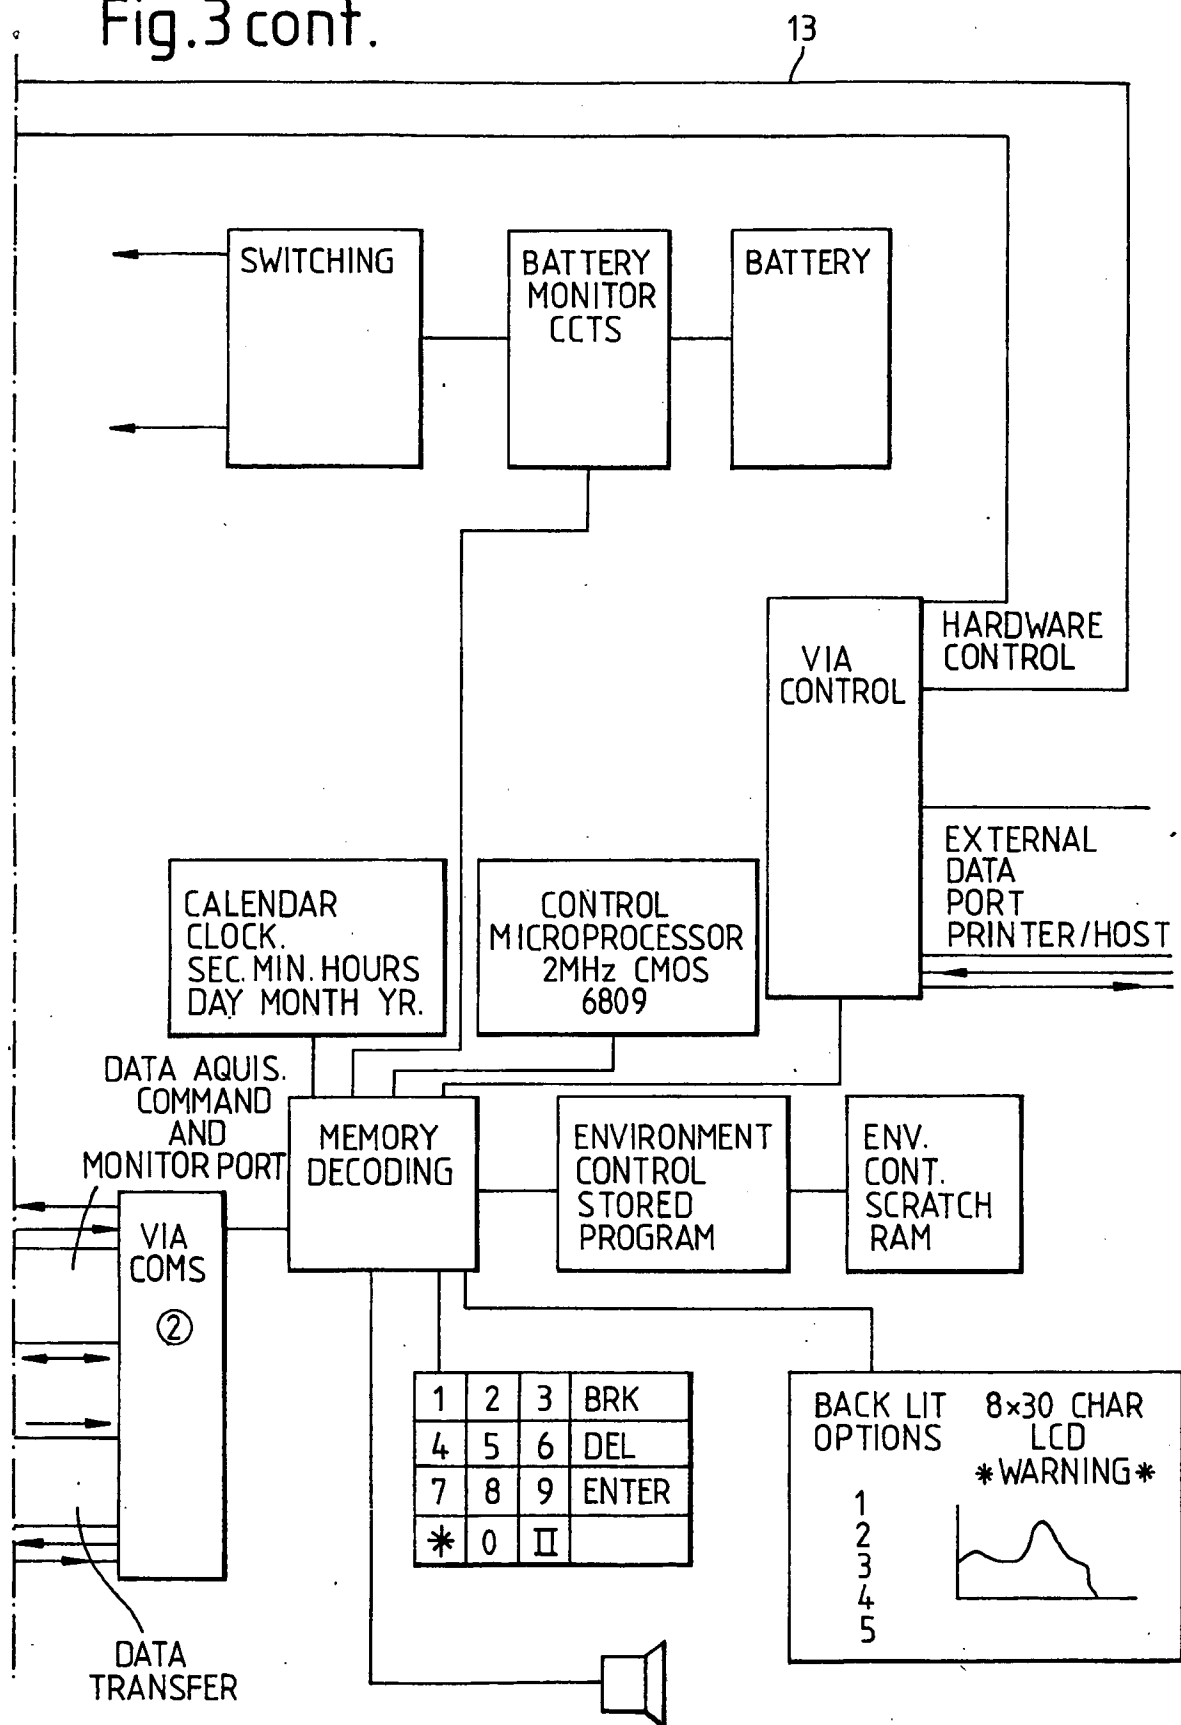 Fig.3 cont.
13
SWITCHING
BATTERY
MONITOR
CCTS
BATTERY
VIA
CONTROL
HARDWARE
CONTROL
EXTERNAL
DATA
PORT
PRINTER/HOST
CALENDAR
CLOCK.
SEC. MIN. HOURS
DAY MONTH YR.
CONTROL
MICROPROCESSOR
2MHz CMOS
6809
DATA AQUIS.
COMMAND
AND
MONITOR PORT
MEMORY
DECODING
ENVIRONMENT
CONTROL
STORED
PROGRAM
ENV.
CONT.
SCRATCH
RAM
VIA
COMS
2
1 2 3 BRK
4 5 6 DEL
7 8 9 ENTER
* 0 II
BACK LIT
OPTIONS
8×30 CHAR
LCD
*WARNING*
1
2
3
4
5
DATA
TRANSFER